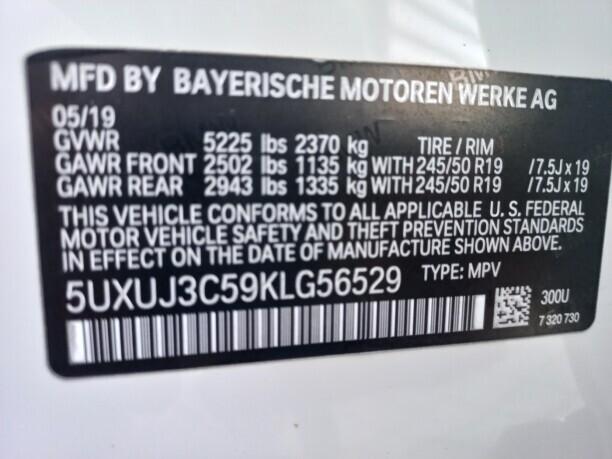 MFD BY BAYERISCHE MOTOREN WERKE AG
05/19
GVWR 5225 lbs 2370 kg TIRE / RIM
GAWR FRONT 2502 lbs 1135 kg WITH 245/50 R19 /7.5J x 19
GAWR REAR 2943 lbs 1335 kg WITH 245/50 R19 /7.5J x 19
THIS VEHICLE CONFORMS TO ALL APPLICABLE U. S. FEDERAL
MOTOR VEHICLE SAFETY AND THEFT PREVENTION STANDARDS
IN EFFECT ON THE DATE OF MANUFACTURE SHOWN ABOVE.
5UXUJ3C59KLG56529 TYPE: MPV
300U
7 320 730